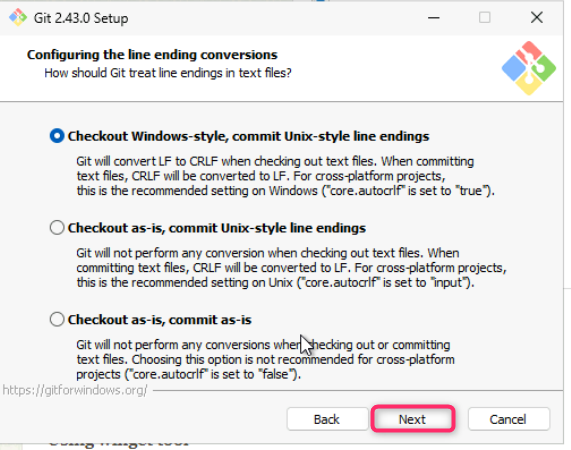 Git 2.43.0 Setup
Configuring the line ending conversions
How should Git treat line endings in text files?
Checkout Windows-style, commit Unix-style line endings
Git will convert LF to CRLF when checking out text files. When committing
text files, CRLF will be converted to LF. For cross-platform projects,
this is the recommended setting on Windows ("core.autocrlf" is set to "true").
Checkout as-is, commit Unix-style line endings
Git will not perform any conversion when checking out text files. When
committing text files, CRLF will be converted to LF. For cross-platform projects,
this is the recommended setting on Unix ("core.autocrlf" is set to "input").
Checkout as-is, commit as-is
Git will not perform any conversions when checking out or committing
text files. Choosing this option is not recommended for cross-platform
projects ("core.autocrlf" is set to "false").
https://gitforwindows.org/
Back Next Cancel
Using winget tool